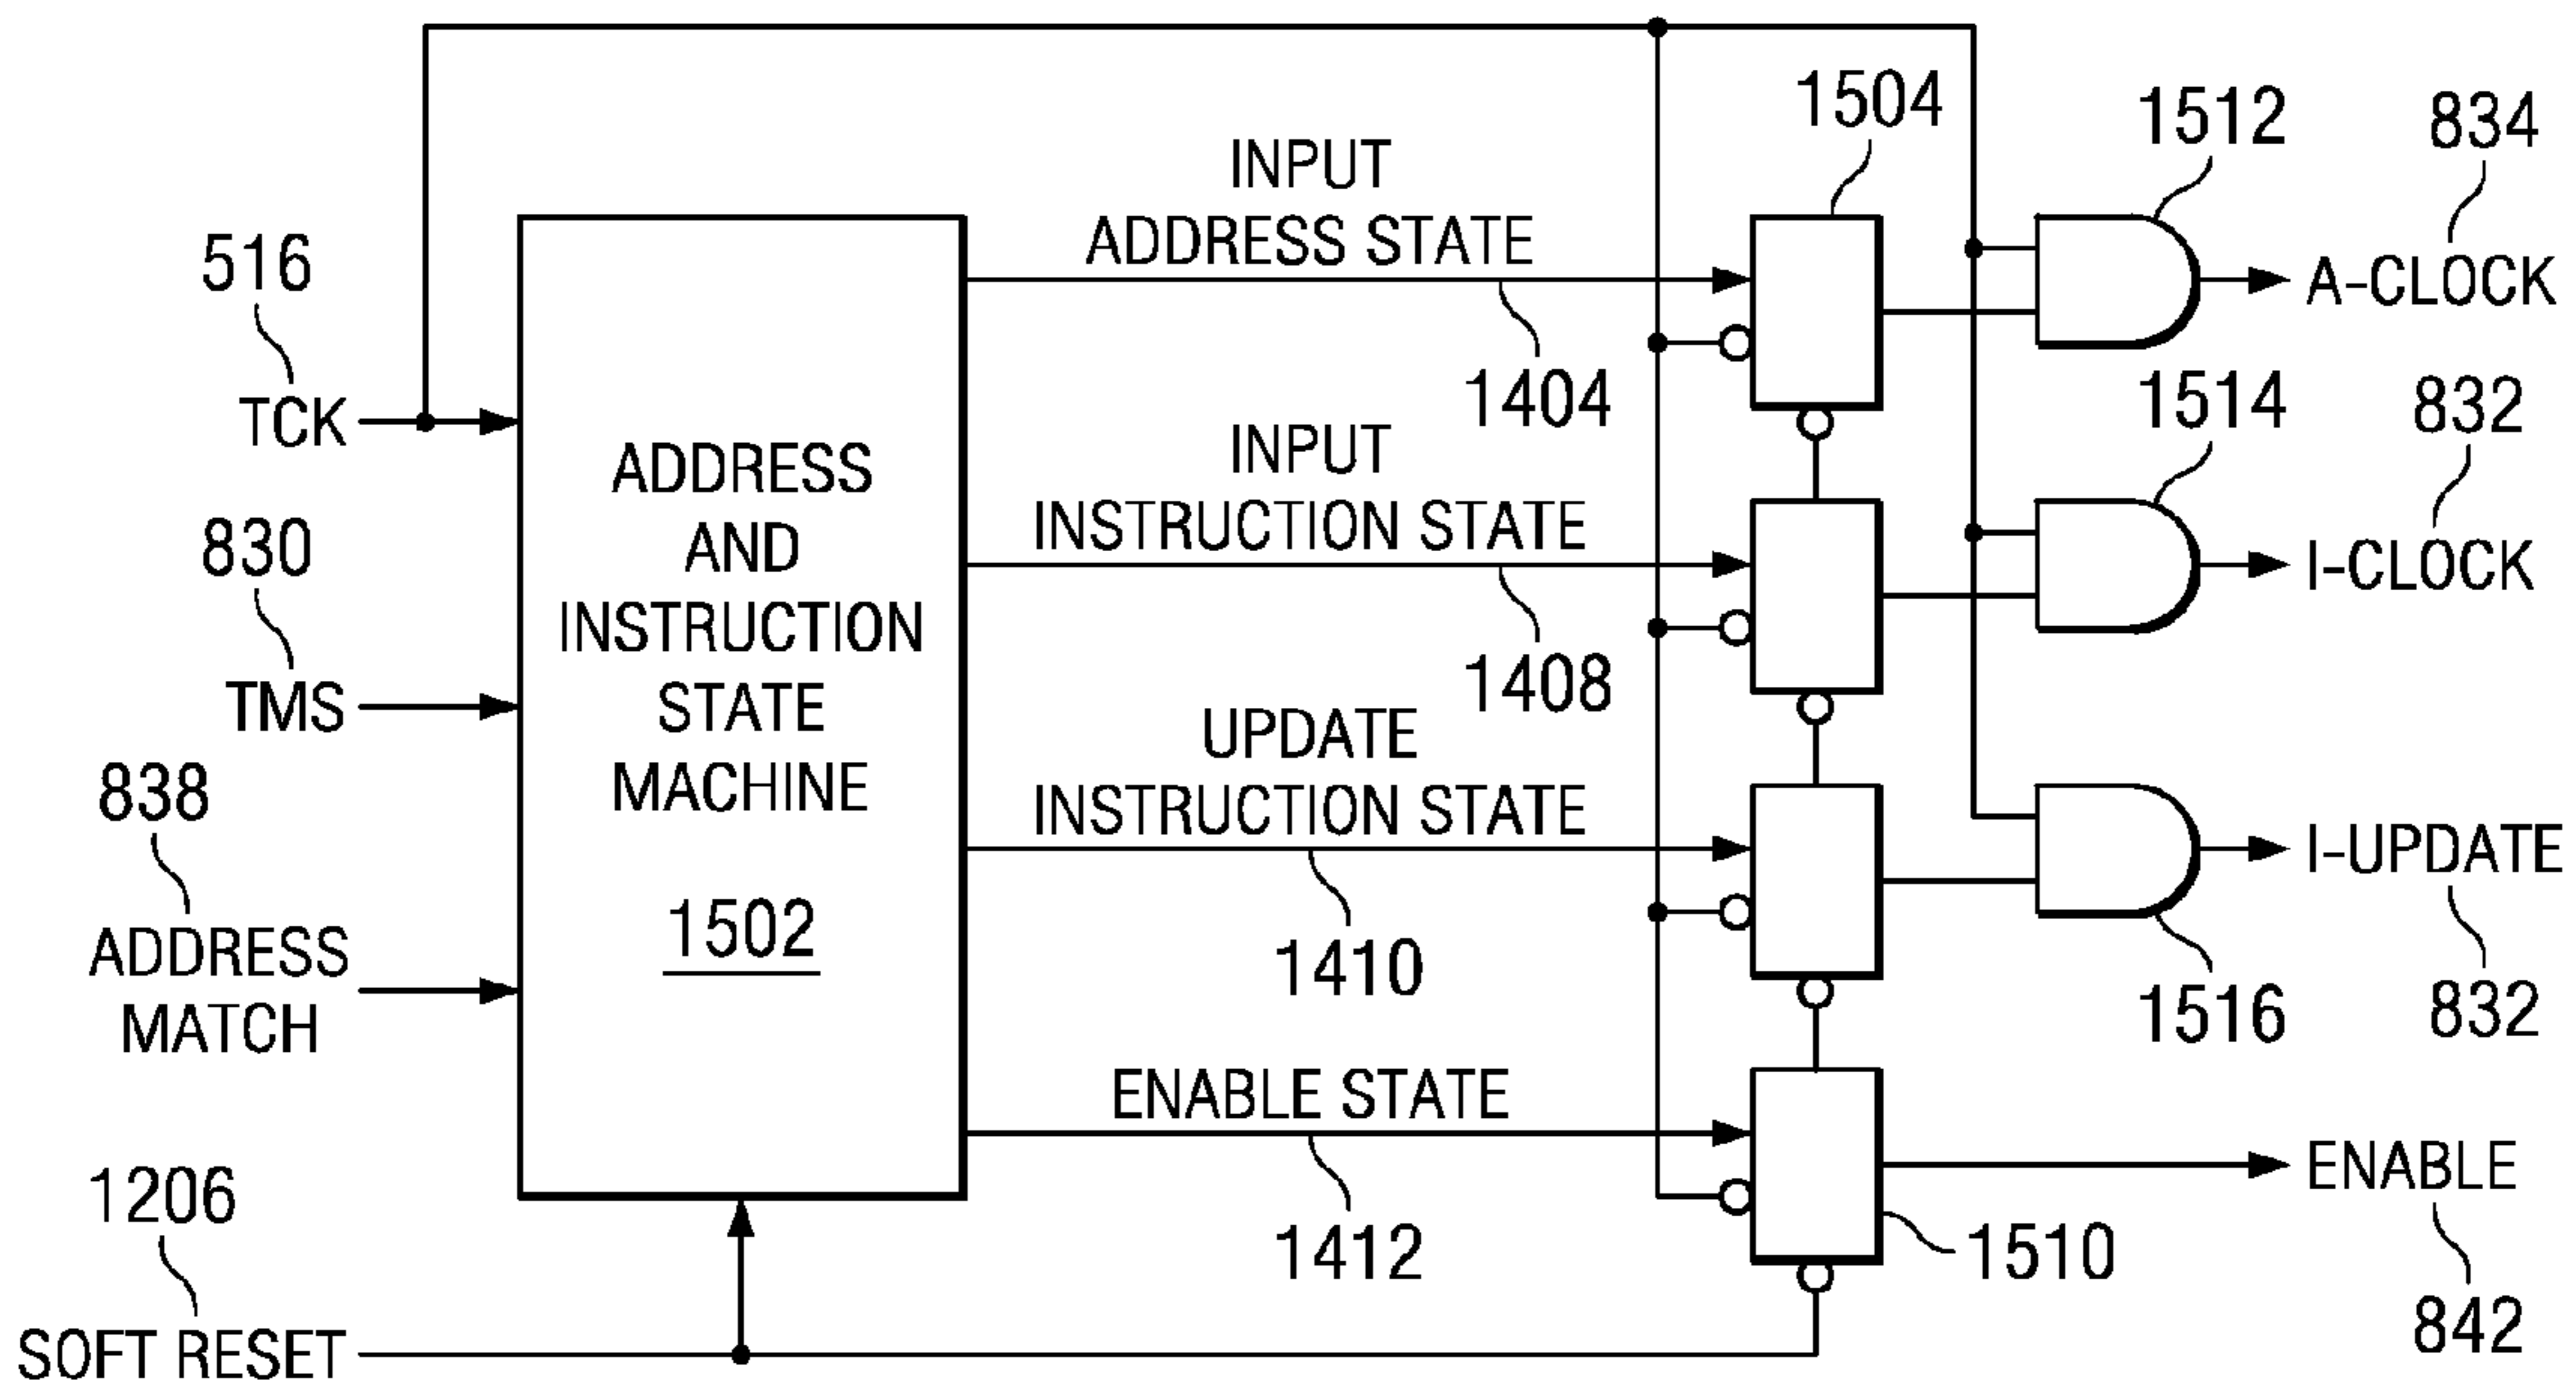 1504
1512
834
INPUT
ADDRESS STATE
516
A-CLOCK
1404
1514
832
TCK
INPUT
INSTRUCTION STATE
ADDRESS
AND
INSTRUCTION
STATE
MACHINE
1502
830
I-CLOCK
1408
TMS
UPDATE
INSTRUCTION STATE
838
I-UPDATE
ADDRESS
MATCH
1410
1516
832
ENABLE STATE
ENABLE
1206
1412
1510
842
SOFT RESET